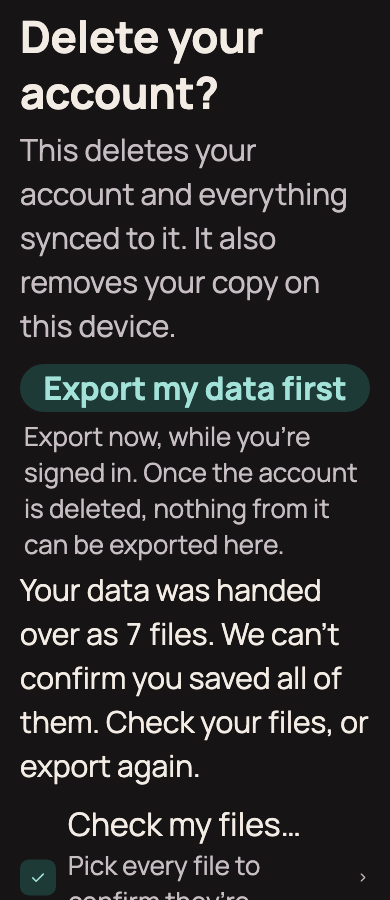 Delete your
account?
This deletes your
account and everything
synced to it. It also
removes your copy on
this device.
Export my data first
Export now, while you're
signed in. Once the account
is deleted, nothing from it
can be exported here.
Your data was handed
over as 7 files. We can't
confirm you saved all of
them. Check your files, or
export again.
Check my files…
Pick every file to
confirm they're